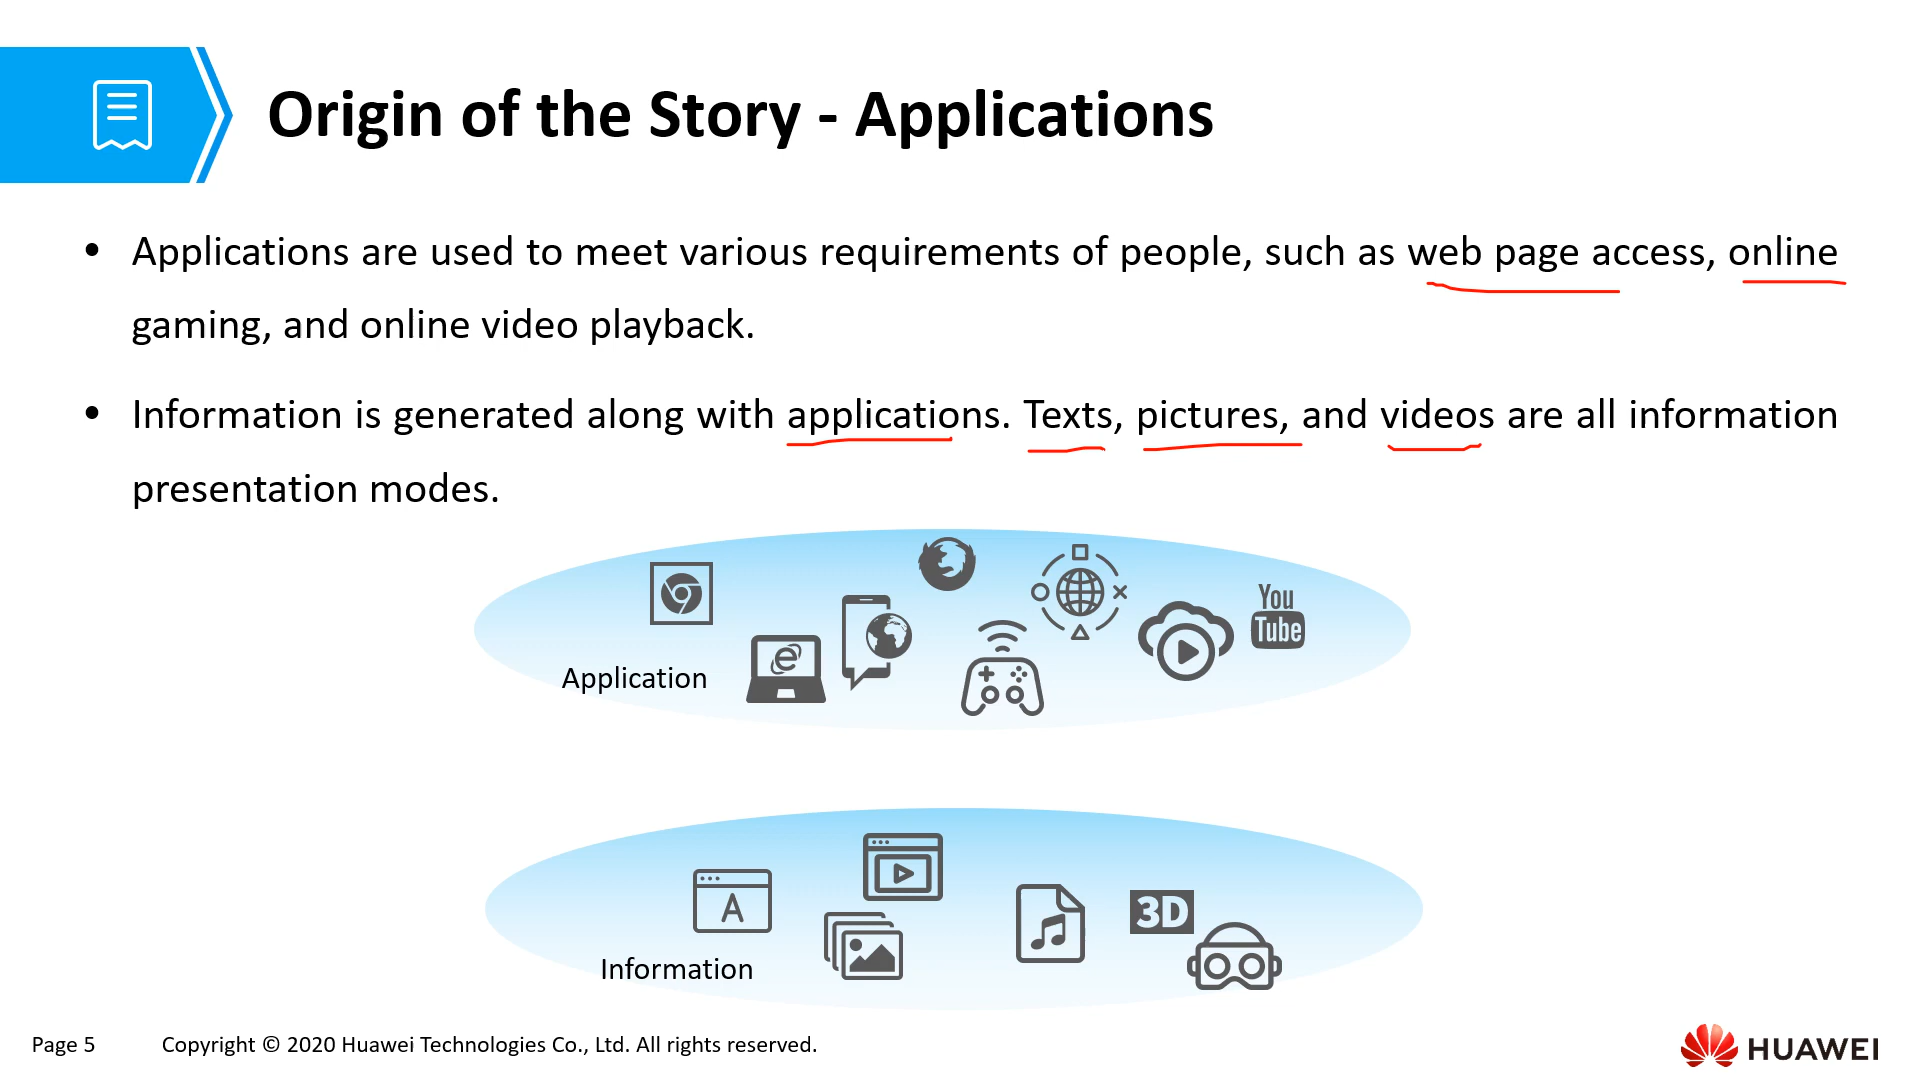 Origin of the Story - Applications
• Applications are used to meet various requirements of people, such as web page access, online
gaming, and online video playback.
• Information is generated along with applications. Texts, pictures, and videos are all information
presentation modes.
You
Tube
e
Application
A
3D
Information
Page 5
Copyright © 2020 Huawei Technologies Co., Ltd. All rights reserved.
HUAWEI